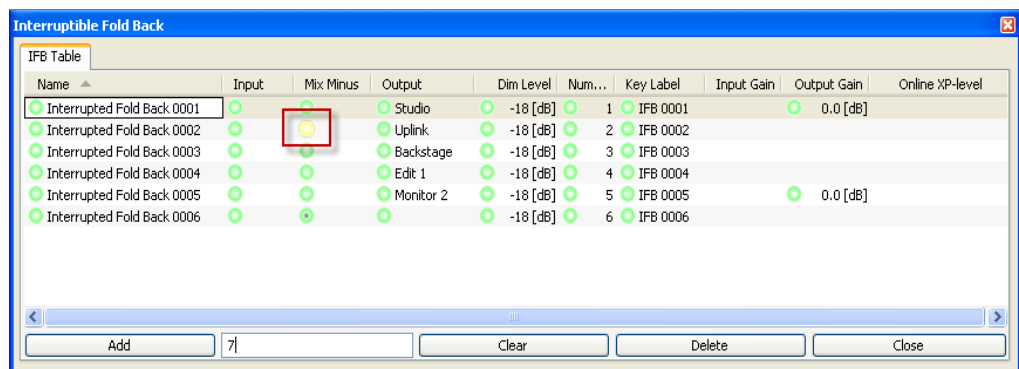 Interruptible Fold Back
IFB Table
Name Input Mix Minus Output Dim Level Num... Key Label Input Gain Output Gain Online XP-level
Interrupted Fold Back 0001 Studio -18 [dB] 1 IFB 0001 0.0 [dB]
Interrupted Fold Back 0002 Uplink -18 [dB] 2 IFB 0002
Interrupted Fold Back 0003 Backstage -18 [dB] 3 IFB 0003
Interrupted Fold Back 0004 Edit 1 -18 [dB] 4 IFB 0004
Interrupted Fold Back 0005 Monitor 2 -18 [dB] 5 IFB 0005 0.0 [dB]
Interrupted Fold Back 0006 * -18 [dB] 6 IFB 0006
Add 7 Clear Delete Close